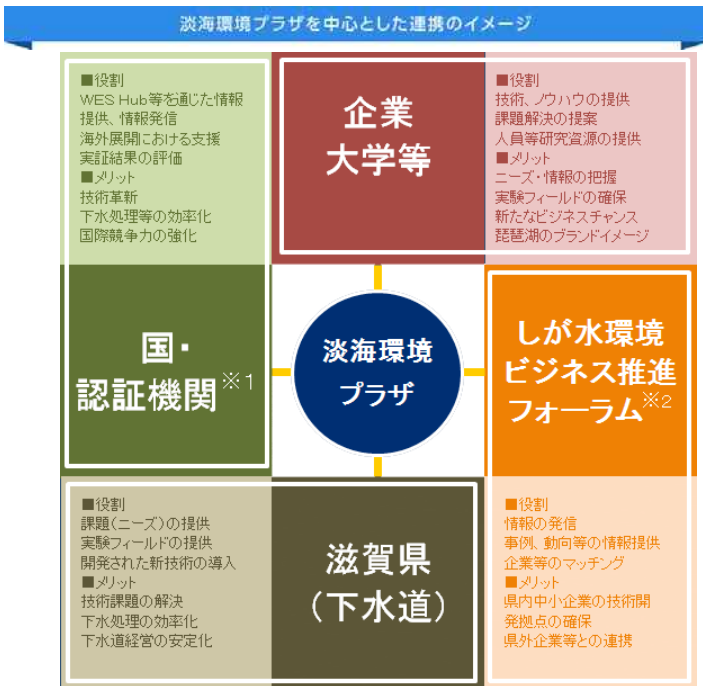 淡海環境プラザを中心とした連携のイメージ
■役割
WES Hub等を通じた情報
提供、情報発信
海外展開における支援
実証結果の評価
■メリット
技術革新
下水処理等の効率化
国際競争力の強化
企業
大学等
■役割
技術、ノウハウの提供
課題解決の提案
人員等研究資源の提供
■メリット
ニーズ・情報の把握
実験フィールドの確保
新たなビジネスチャンス
琵琶湖のブランドイメージ
国・
認証機関※1
淡海環境
プラザ
しが水環境
ビジネス推進
フォーラム※2
■役割
課題(ニーズ)の提供
実験フィールドの提供
開発された新技術の導入
■メリット
技術課題の解決
下水処理の効率化
下水道経営の安定化
滋賀県
(下水道)
■役割
情報の発信
事例、動向等の情報提供
企業等のマッチング
■メリット
県内中小企業の技術開
発拠点の確保
県外企業等との連携